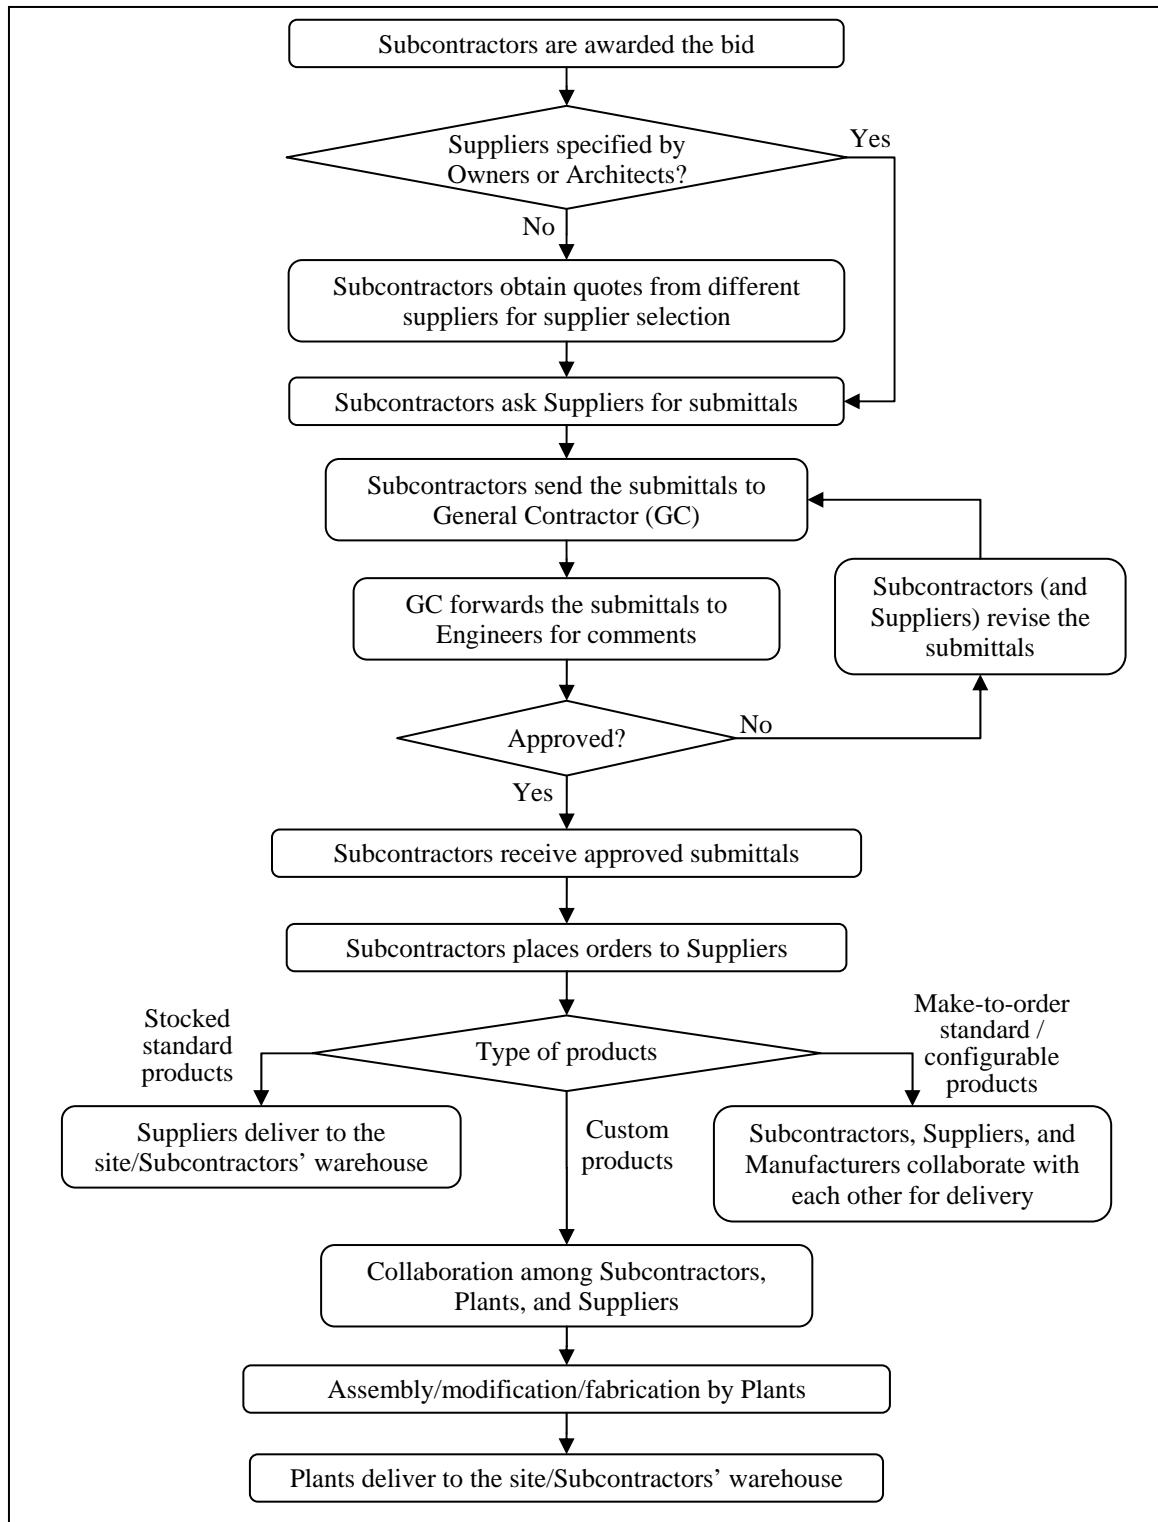 Subcontractors are awarded the bid
Suppliers specified by
Owners or Architects?
Yes
No
Subcontractors obtain quotes from different
suppliers for supplier selection
Subcontractors ask Suppliers for submittals
Subcontractors send the submittals to
General Contractor (GC)
GC forwards the submittals to
Engineers for comments
Subcontractors (and
Suppliers) revise the
submittals
Approved?
No
Yes
Subcontractors receive approved submittals
Subcontractors places orders to Suppliers
Type of products
Stocked
standard
products
Make-to-order
standard /
configurable
products
Suppliers deliver to the
site/Subcontractors’ warehouse
Custom
products
Subcontractors, Suppliers, and
Manufacturers collaborate with
each other for delivery
Collaboration among Subcontractors,
Plants, and Suppliers
Assembly/modification/fabrication by Plants
Plants deliver to the site/Subcontractors’ warehouse